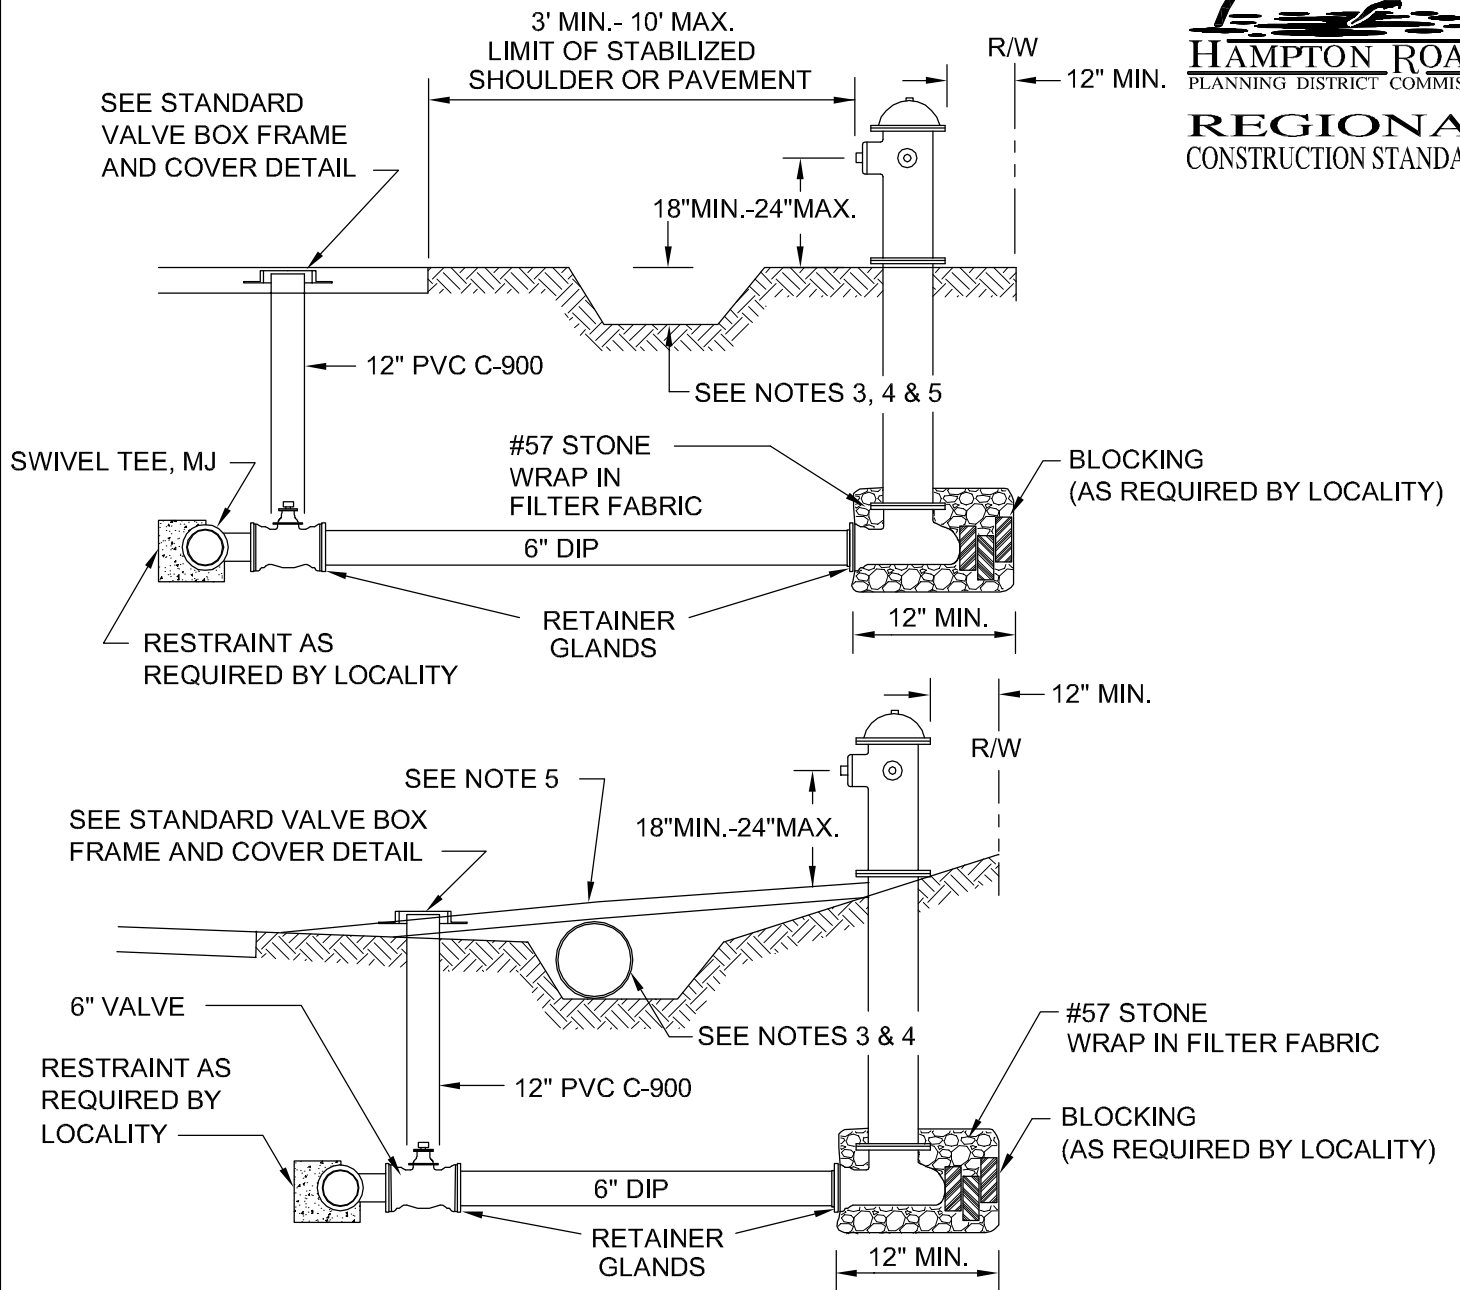 3' MIN.- 10' MAX.
LIMIT OF STABILIZED
SHOULDER OR PAVEMENT
R/W
12" MIN.
HAMPTON
PLANNING DISTRICT
CONSTRUCTION
SEE STANDARD
VALVE BOX FRAME
AND COVER DETAIL
18"MIN.-24"MAX.
12" PVC C-900
SEE NOTES 3, 4 & 5
SWIVEL TEE, MJ
#57 STONE
WRAP IN
FILTER FABRIC
BLOCKING
(AS REQUIRED BY LOCALITY)
6" DIP
RETAINER
GLANDS
12" MIN.
RESTRAINT AS
REQUIRED BY LOCALITY
12" MIN.
R/W
SEE NOTE 5
18"MIN.-24"MAX.
SEE STANDARD VALVE BOX
FRAME AND COVER DETAIL
6" VALVE
SEE NOTES 3 & 4
#57 STONE
WRAP IN FILTER FABRIC
RESTRAINT AS
REQUIRED BY
LOCALITY
12" PVC C-900
BLOCKING
(AS REQUIRED BY LOCALITY)
6" DIP
RETAINER
GLANDS
12" MIN.